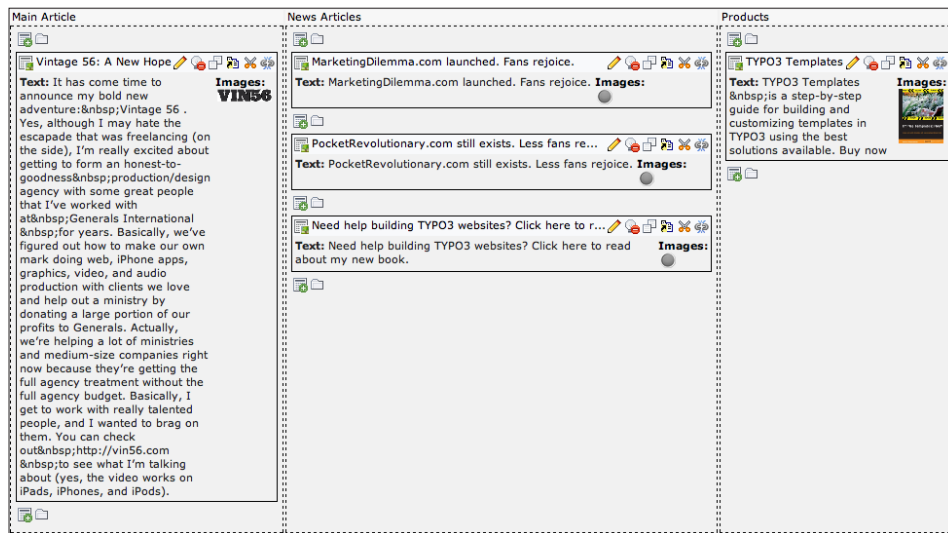 Main Article
Vintage 56: A New Hope
Text: It has come time to
announce my bold new
adventure:&nbsp;Vintage 56 .
Yes, although I may hate the
escapade that was freelancing (on
the side), I'm really excited about
getting to form an honest-to-
goodness&nbsp;production/design
agency with some great people
that I've worked with
at&nbsp;Generals International
&nbsp;for years. Basically, we've
figured out how to make our own
mark doing web, iPhone apps,
graphics, video, and audio
production with clients we love
and help out a ministry by
donating a large portion of our
profits to Generals. Actually,
we're helping a lot of ministries
and medium-size companies right
now because they're getting the
full agency treatment without the
full agency budget. Basically, I
get to work with really talented
people, and I wanted to brag on
them. You can check
out&nbsp;http://vin56.com
&nbsp;to see what I'm talking
about (yes, the video works on
iPads, iPhones, and iPods).
Images:
VIN56
News Articles
MarketingDilemma.com launched. Fans rejoice.
Text: MarketingDilemma.com launched. Fans rejoice. Images:
PocketRevolutionary.com still exists. Less fans re...
Text: PocketRevolutionary.com still exists. Less fans rejoice. Images:
Need help building TYPO3 websites? Click here to r...
Text: Need help building TYPO3 websites? Click here to read
about my new book.
Images:
Products
TYPO3 Templates
Text: TYPO3 Templates
&nbsp;is a step-by-step
guide for building and
customizing templates in
TYPO3 using the best
solutions available. Buy now
Images: